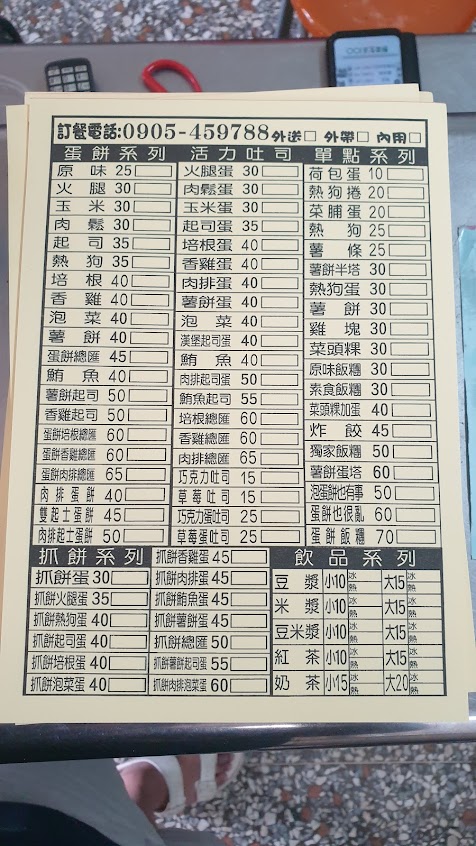 訂餐電話:0905-459788 外送□ 外帶□ 內用□
蛋餅系列
原味 25
火腿 30
玉米 30
肉鬆 30
起司 35
熱狗 35
培根 40
香雞 40
泡菜 40
薯餅 40
蛋餅總匯 45
鮪魚 40
薯餅起司 50
香雞起司 50
蛋餅培根總匯 60
蛋餅香雞總匯 60
蛋餅肉排總匯 65
肉排蛋餅 40
雙起士蛋餅 45
肉排起士蛋餅 50
活力吐司
火腿蛋 30
肉鬆蛋 30
玉米蛋 30
起司蛋 35
培根蛋 40
香雞蛋 40
肉排蛋 40
薯餅蛋 40
泡菜 40
漢堡起司蛋 40
鮪魚 40
肉排起司蛋 50
鮪魚起司 55
培根總匯 60
香雞總匯 60
肉排總匯 65
巧克力吐司 15
草莓吐司 15
巧克力蛋吐司 25
草莓蛋吐司 25
單點系列
荷包蛋 10
熱狗捲 20
菜脯蛋 20
熱狗 25
薯條 25
薯餅半塔 30
熱狗蛋 30
薯餅 30
雞塊 30
菜頭粿 30
原味飯糰 30
素食飯糰 30
菜頭粿加蛋 40
炸餃 45
獨家飯糰 50
薯餅蛋塔 60
泡蛋餅也有事 50
蛋餅也很亂 60
蛋餅飯糰 70
抓餅系列
抓餅蛋 30
抓餅火腿蛋 35
抓餅熱狗蛋 40
抓餅起司蛋 40
抓餅培根蛋 40
抓餅泡菜蛋 40
抓餅香雞蛋 45
抓餅肉排蛋 45
抓餅鮪魚蛋 45
抓餅薯餅蛋 45
抓餅總匯 50
抓餅薯餅起司 55
抓餅肉排泡菜蛋 60
飲品系列
豆漿 小10 冰 熱 大15 冰 熱
米漿 小10 冰 熱 大15 冰 熱
豆米漿 小10 冰 熱 大15 冰 熱
紅茶 小10 冰 熱 大15 冰 熱
奶茶 小15 冰 熱 大20 冰 熱